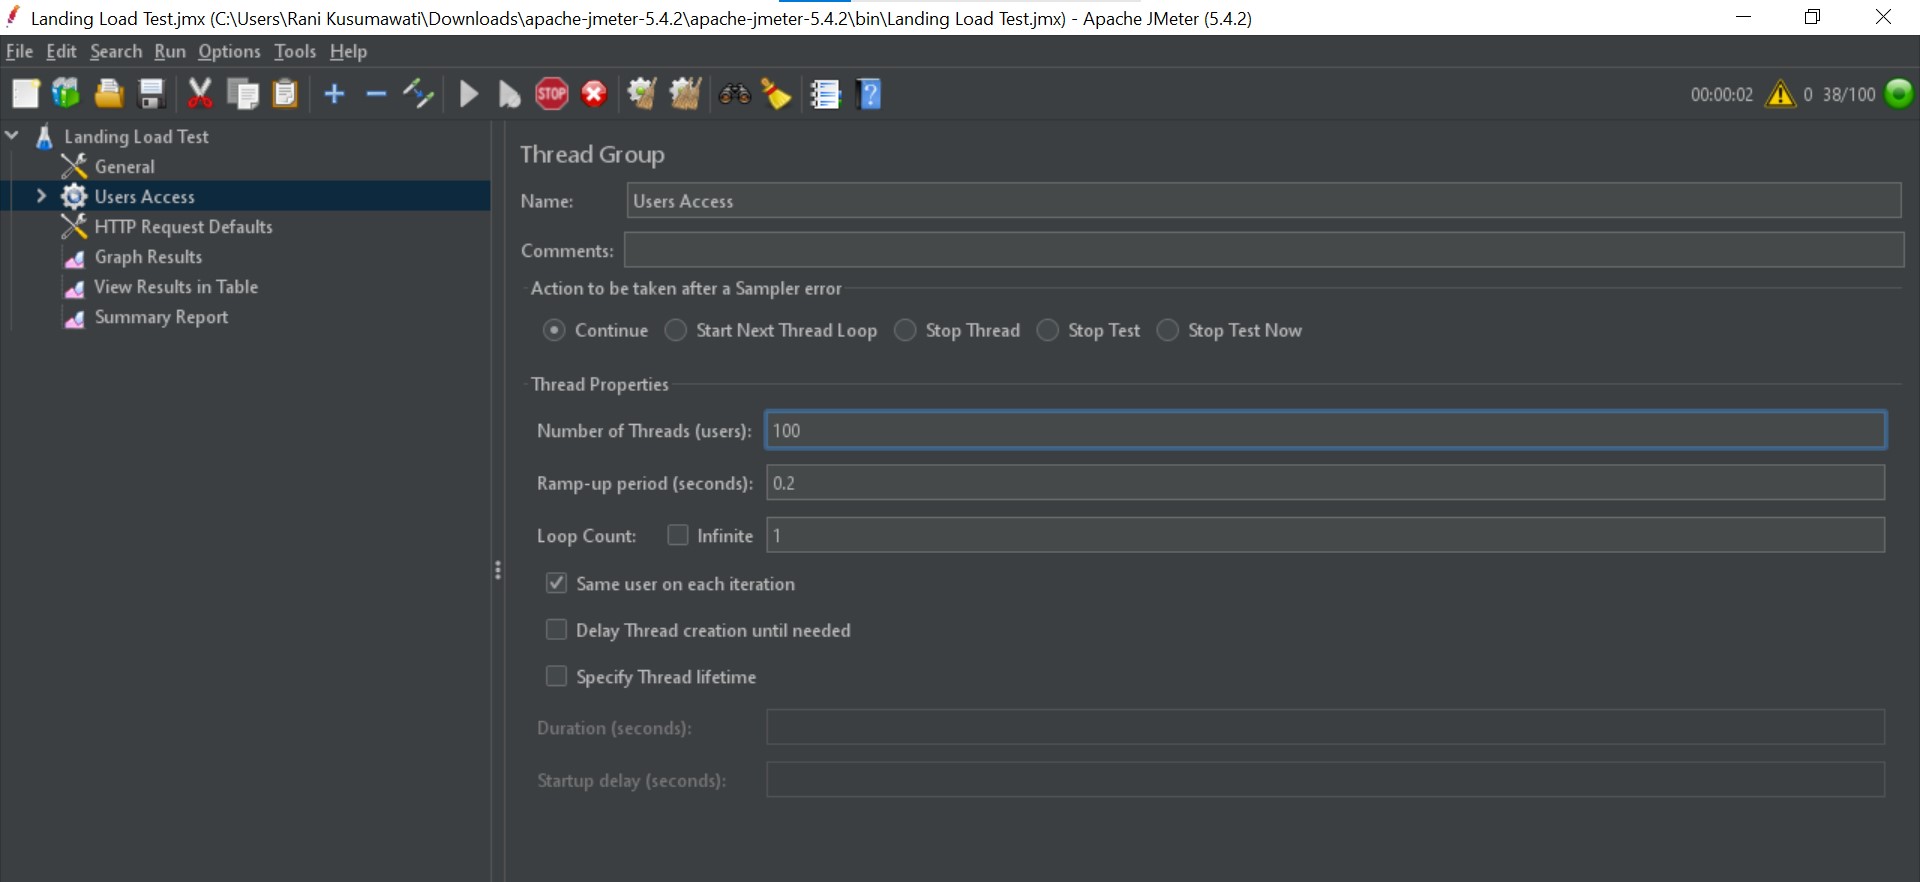 Landing Load Test.jmx (C:\Users\Rani Kusumawati\Downloads\apache-jmeter-5.4.2\apache-jmeter-5.4.2\bin\Landing Load Test.jmx) - Apache JMeter (5.4.2)
File Edit Search Run Options Tools Help
STOP 00:00:02 0 38/100
Landing Load Test
General
Users Access
HTTP Request Defaults
Graph Results
View Results in Table
Summary Report
Thread Group
Name: Users Access
Comments:
Action to be taken after a Sampler error
Continue Start Next Thread Loop Stop Thread Stop Test Stop Test Now
Thread Properties
Number of Threads (users): 100
Ramp-up period (seconds): 0.2
Loop Count: Infinite 1
Same user on each iteration
Delay Thread creation until needed
Specify Thread lifetime
Duration (seconds):
Startup delay (seconds):